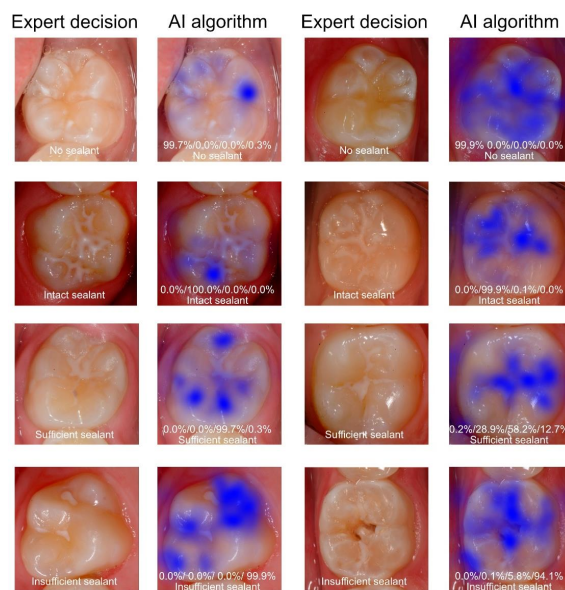 Expert decision AI algorithm Expert decision AI algorithm
No sealant
99.7%/0.0%/0.0%/0.3%
No sealant
No sealant
99.9% 0.0%/0.0%/0.0%
No sealant
Intact sealant
0.0%/100.0%/0.0%/0.0%
Intact sealant
Intact sealant
0.0%/99.9%/0.1%/0.0%
Intact sealant
Sufficient sealant
0.0%/0.0%/99.7%/0.3%
Sufficient sealant
Sufficient sealant
0.2%/28.9%/58.2%/12.7%
Sufficient sealant
Insufficient sealant
0.0%/ 0.0%/ 0.0%/ 99.9%
Insufficient sealant
Insufficient sealant
0.0%/0.1%/5.8%/94.1%
Insufficient sealant